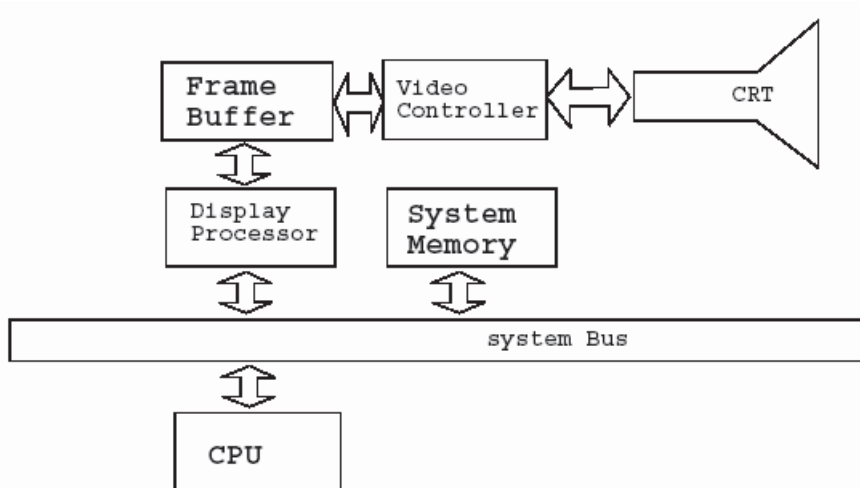 Frame
Buffer
Video
Controller
CRT
Display
Processor
System
Memory
system Bus
CPU